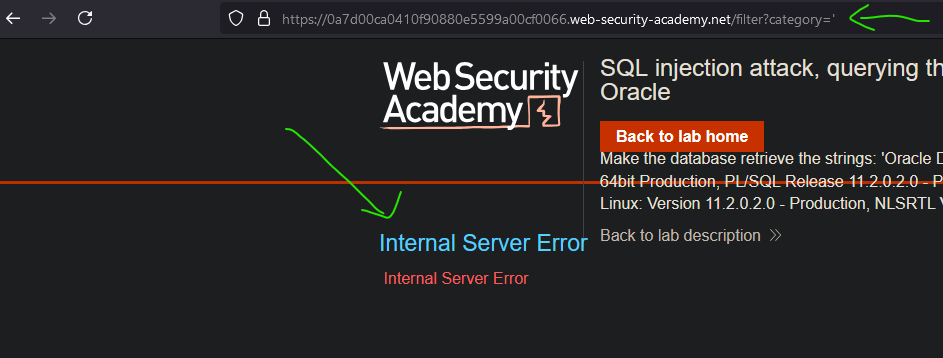 https://0a7d00ca0410f90880e5599a00cf0066.web-security-academy.net/filter?category='
Web Security
Academy
SQL injection attack, querying th
Oracle
Back to lab home
Make the database retrieve the strings: 'Oracle D
64bit Production, PL/SQL Release 11.2.0.2.0 - P
Linux: Version 11.2.0.2.0 - Production, NLSRTL V
Back to lab description
Internal Server Error
Internal Server Error